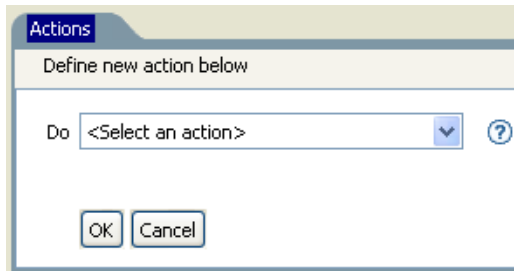 Actions
Define new action below
Do <Select an action>
OK Cancel